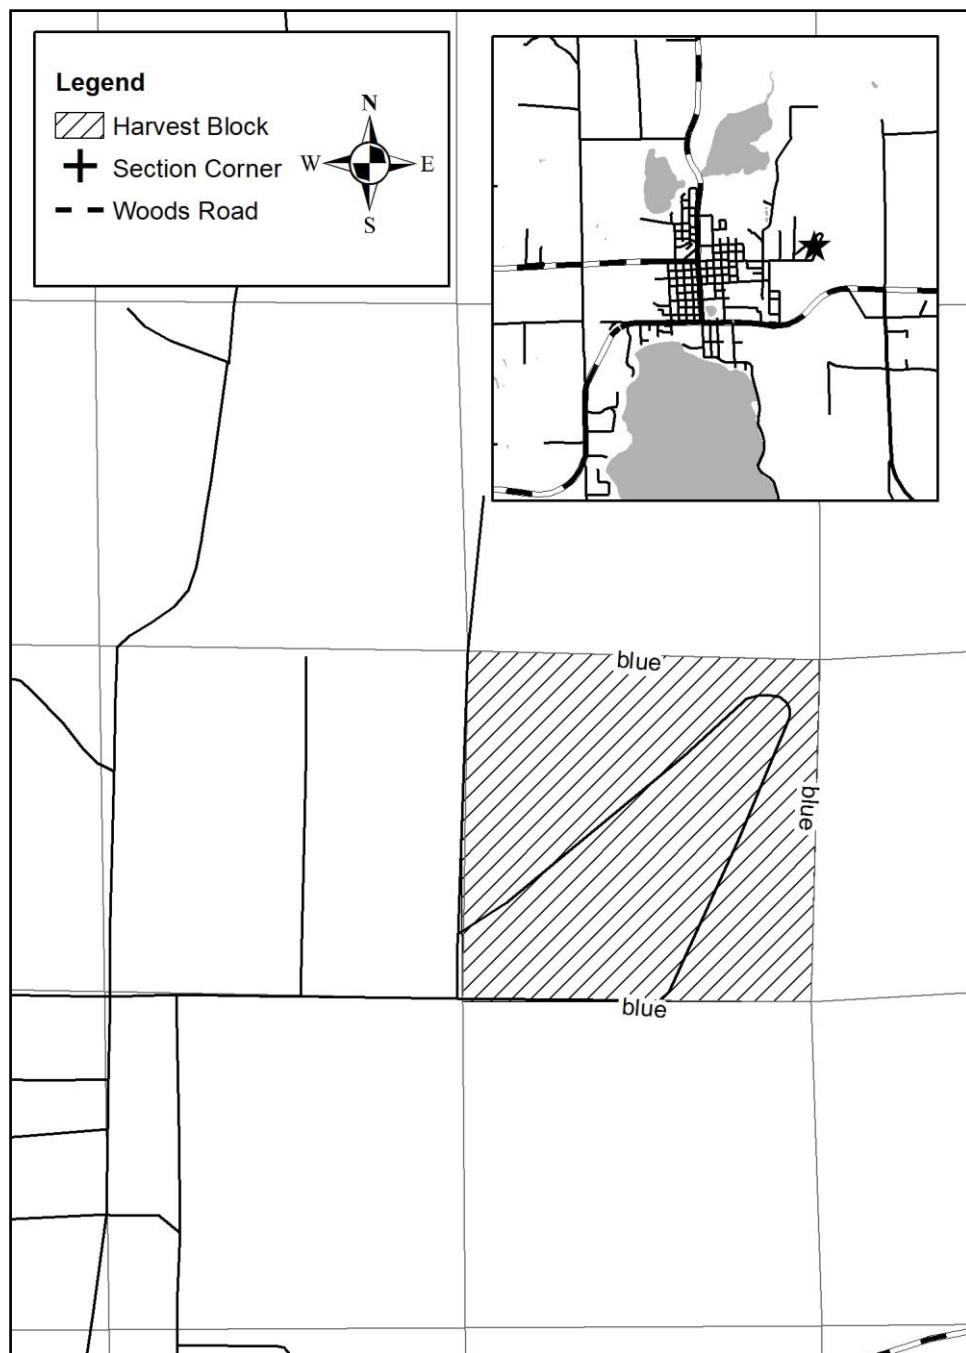 Legend
Harvest Block
Section Corner
Woods Road
N
W
E
S
blue
blue
blue